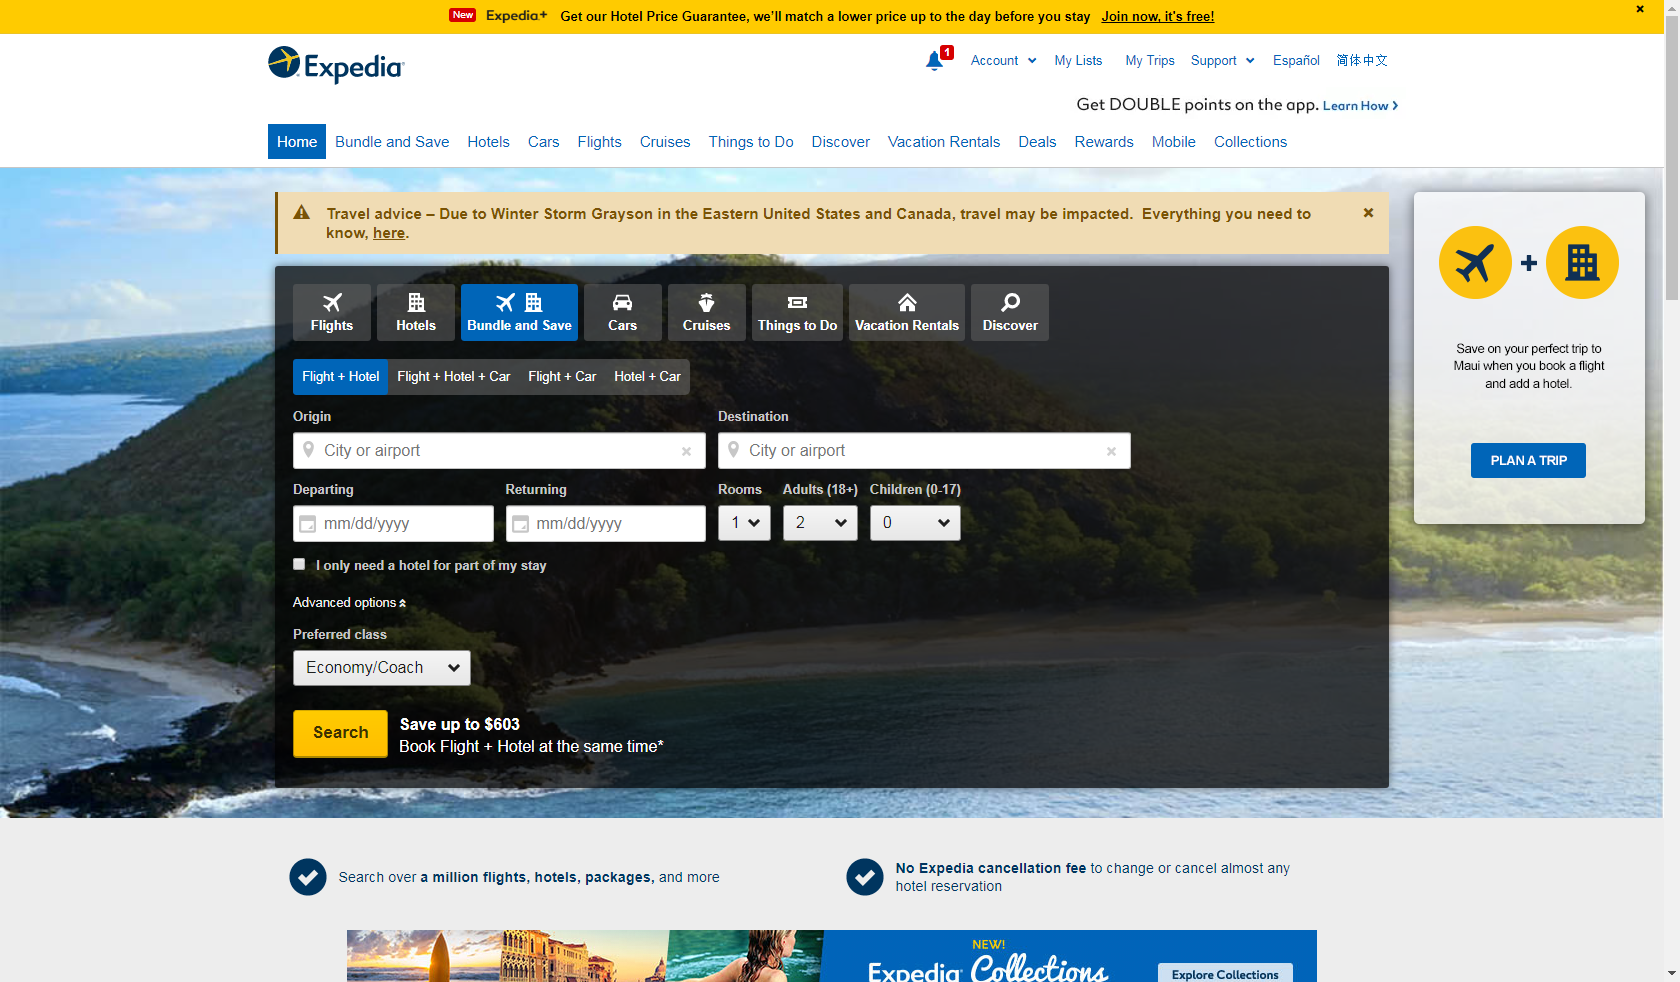 New Expedia+ Get our Hotel Price Guarantee, we'll match a lower price up to the day before you stay Join now, it's free!
Expedia
1
Account My Lists My Trips Support Español 简体中文
Get DOUBLE points on the app. Learn How
Home Bundle and Save Hotels Cars Flights Cruises Things to Do Discover Vacation Rentals Deals Rewards Mobile Collections
Travel advice – Due to Winter Storm Grayson in the Eastern United States and Canada, travel may be impacted. Everything you need to
know, here.
Flights Hotels Bundle and Save Cars Cruises Things to Do Vacation Rentals Discover
Flight + Hotel Flight + Hotel + Car Flight + Car Hotel + Car
Origin Destination
City or airport City or airport
Departing Returning Rooms Adults (18+) Children (0-17)
mm/dd/yyyy mm/dd/yyyy 1 2 0
I only need a hotel for part of my stay
Advanced options
Preferred class
Economy/Coach
Search
Save up to $603
Book Flight + Hotel at the same time*
Save on your perfect trip to
Maui when you book a flight
and add a hotel.
PLAN A TRIP
Search over a million flights, hotels, packages, and more
No Expedia cancellation fee to change or cancel almost any
hotel reservation
NEW!
Expedia Collections
Explore Collections